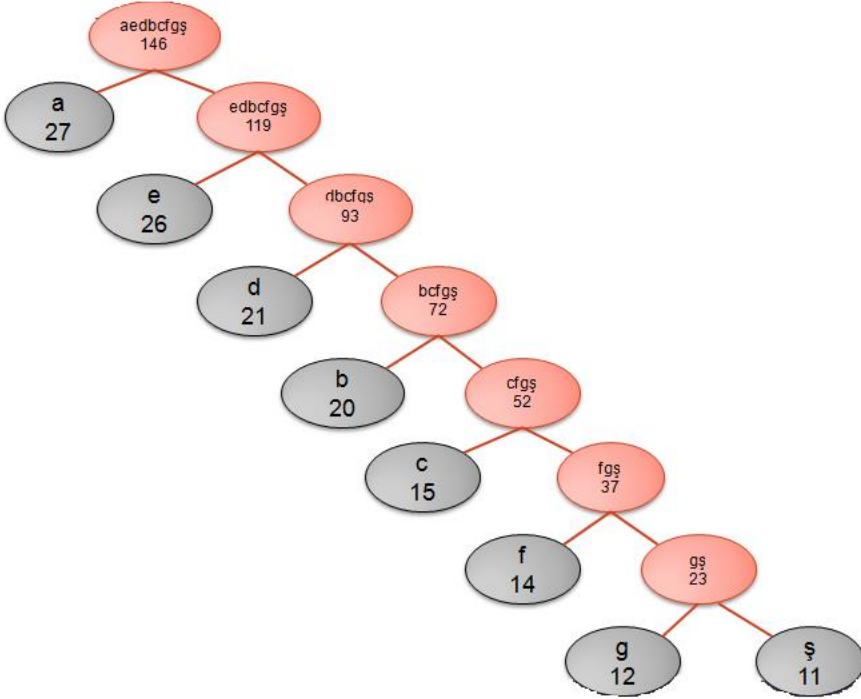 aedbcfgş
146
a
27
edbcfgş
119
e
26
dbcfgş
93
d
21
bcfgş
72
b
20
cfgş
52
c
15
fgş
37
f
14
gş
23
g
12
ş
11